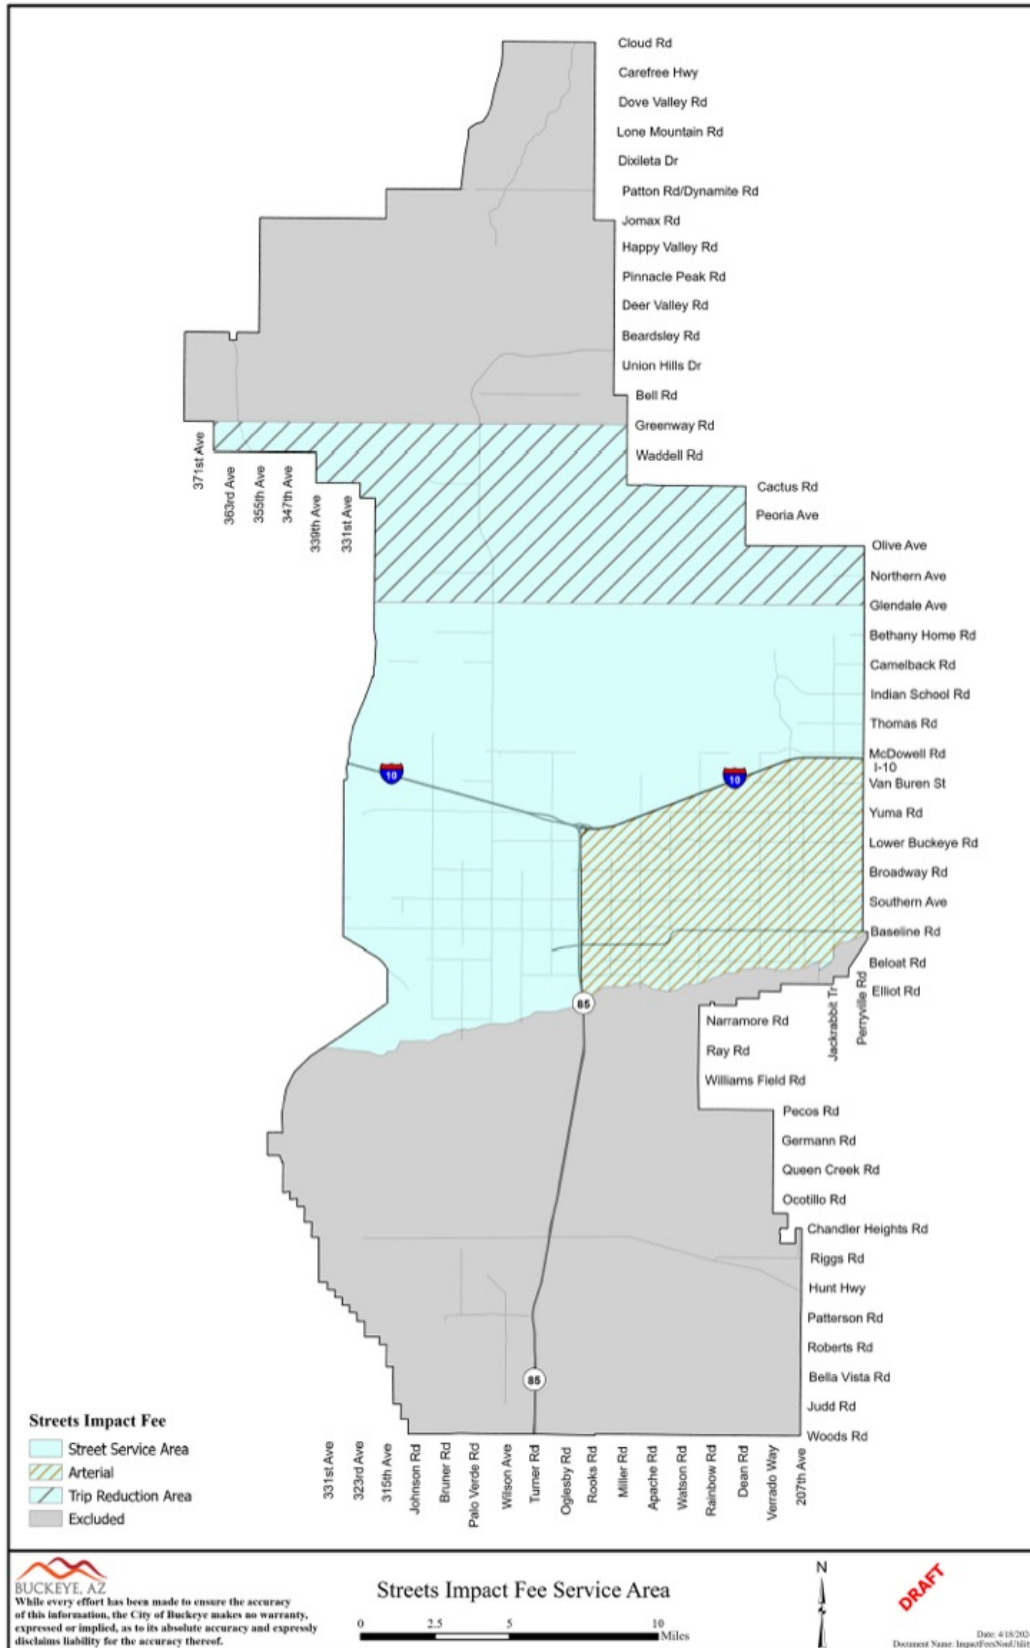 Cloud Rd
Carefree Hwy
Dove Valley Rd
Lone Mountain Rd
Dixileta Dr
Patton Rd/Dynamite Rd
Jomax Rd
Happy Valley Rd
Pinnacle Peak Rd
Deer Valley Rd
Beardsley Rd
Union Hills Dr
Bell Rd
Greenway Rd
Waddell Rd
Cactus Rd
Peoria Ave
Olive Ave
Northern Ave
Glendale Ave
Bethany Home Rd
Camelback Rd
Indian School Rd
Thomas Rd
McDowell Rd
I-10
Van Buren St
Yuma Rd
Lower Buckeye Rd
Broadway Rd
Southern Ave
Baseline Rd
Beloat Rd
Elliot Rd
371st Ave
363rd Ave
355th Ave
347th Ave
339th Ave
331st Ave
10
10
85
Jackrabbit Tr
Perryville Rd
Narramore Rd
Ray Rd
Williams Field Rd
Pecos Rd
Germann Rd
Queen Creek Rd
Ocotillo Rd
Chandler Heights Rd
Riggs Rd
Hunt Hwy
Patterson Rd
Roberts Rd
Bella Vista Rd
Judd Rd
Woods Rd
85
Streets Impact Fee
Street Service Area
Arterial
Trip Reduction Area
Excluded
331st Ave
323rd Ave
315th Ave
Johnson Rd
Bruner Rd
Palo Verde Rd
Wilson Ave
Turner Rd
Oglesby Rd
Rooks Rd
Miller Rd
Apache Rd
Watson Rd
Rainbow Rd
Dean Rd
Verrado Way
207th Ave
BUCKEYE, AZ
While every effort has been made to ensure the accuracy
of this information, the City of Buckeye makes no warranty,
expressed or implied, as to its absolute accuracy and expressly
disclaims liability for the accuracy thereof.
Streets Impact Fee Service Area
0 2.5 5 10
Miles
N
DRAFT
Date: 4/18/202
Document Name: